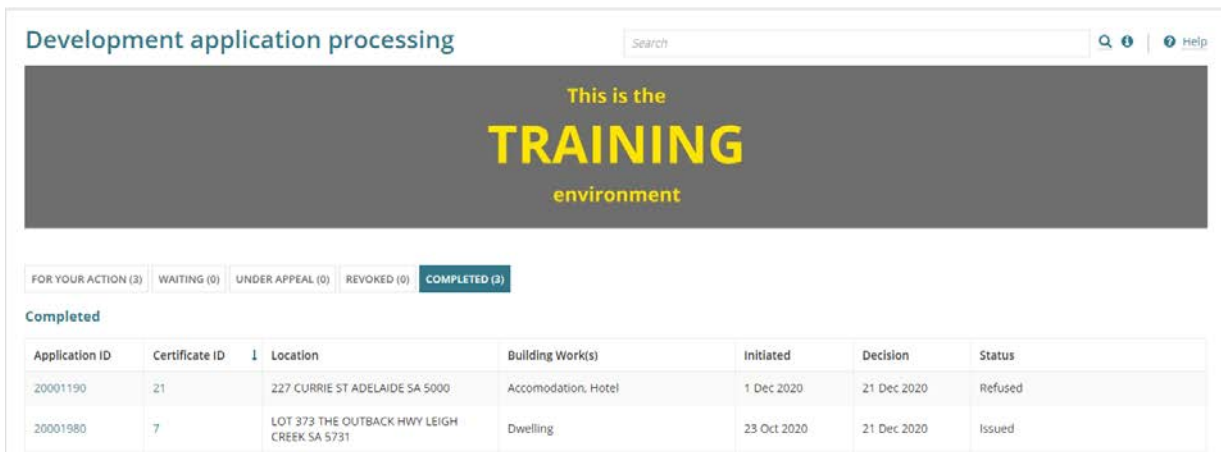 Development application processing
Search
Help
This is the
TRAINING
environment
FOR YOUR ACTION (3) WAITING (0) UNDER APPEAL (0) REVOKED (0) COMPLETED (3)
Completed
Application ID Certificate ID Location Building Work(s) Initiated Decision Status
20001190 21 227 CURRIE ST ADELAIDE SA 5000 Accomodation, Hotel 1 Dec 2020 21 Dec 2020 Refused
20001980 7 LOT 373 THE OUTBACK HWY LEIGH CREEK SA 5731 Dwelling 23 Oct 2020 21 Dec 2020 Issued